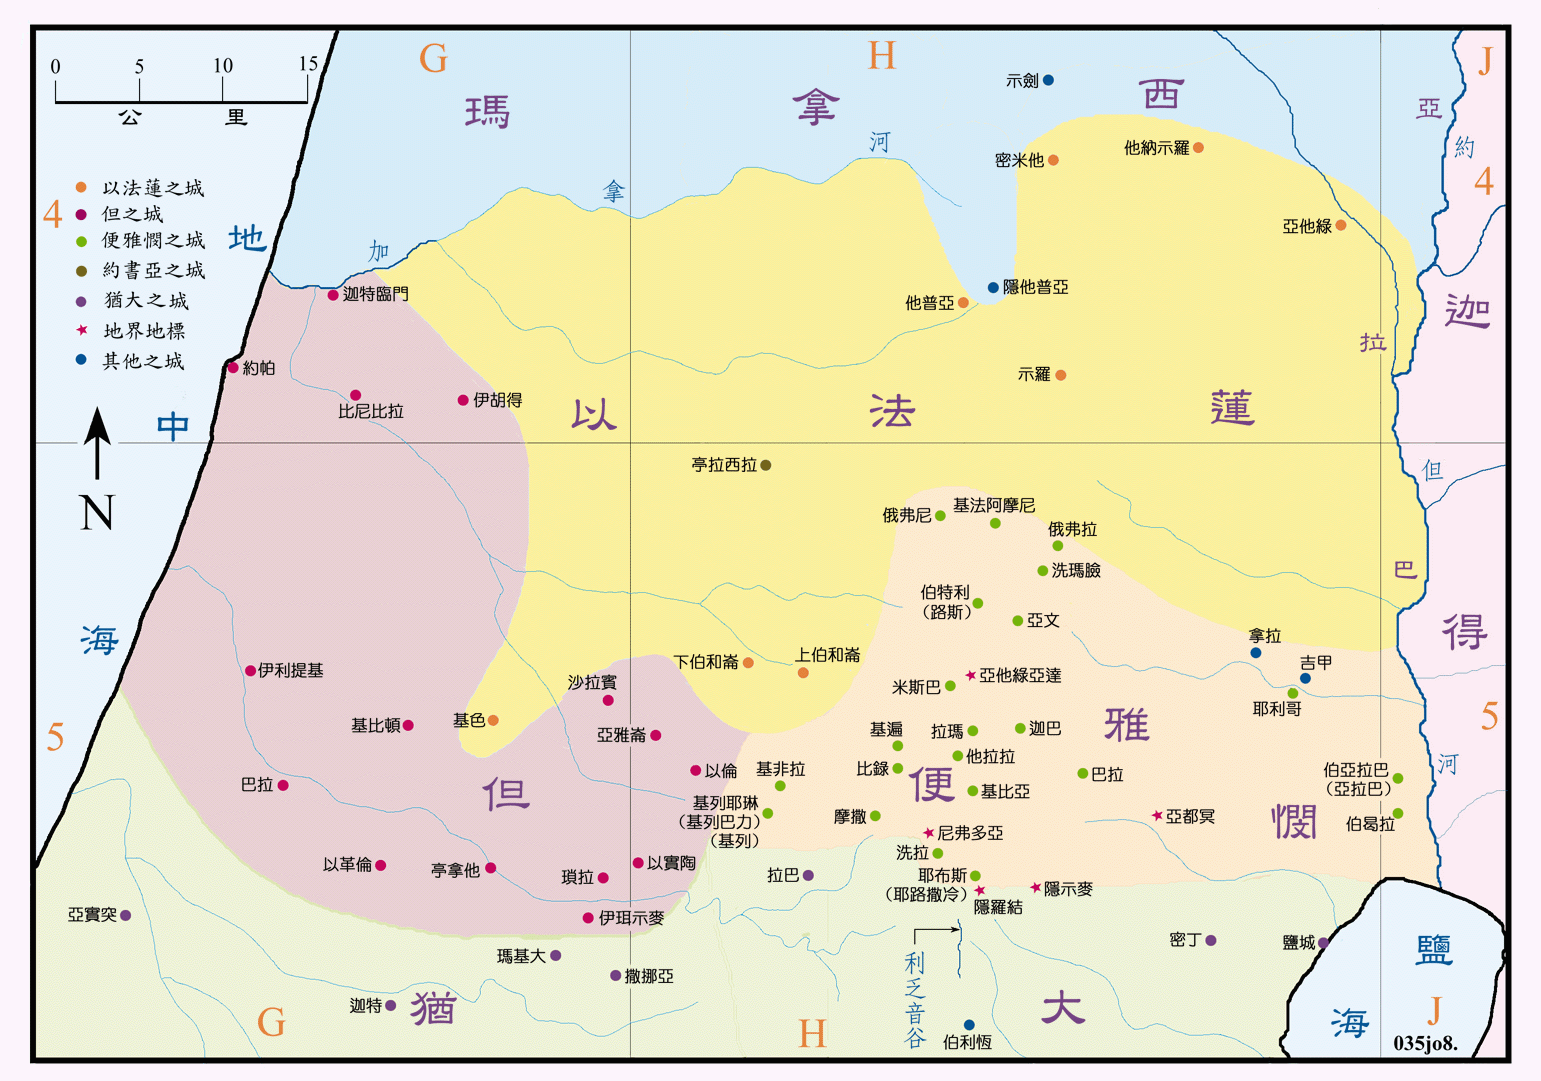 0 5 10 15
公 里
G
H
J
瑪 拿 西
亞
約
4
示劍
河
密米他
他納示羅
以法蓮之城
但之城
便雅憫之城
約書亞之城
猶大之城
地界地標
其他之城
4
地
拿
加
亞他綠
迦特臨門
他普亞
隱他普亞
迦
拉
約帕
比尼比拉
伊胡得
示羅
以 法 蓮
中
N
亭拉西拉
但
俄弗尼
基法阿摩尼
俄弗拉
洗瑪臉
巴
伯特利
(路斯)
亞文
海
得
拿拉
吉甲
耶利哥
伊利提基
沙拉賓
下伯和崙
上伯和崙
米斯巴
亞他綠亞達
5
基比頓
基色
亞雅崙
基遍
拉瑪
迦巴
雅
5
巴拉
但
以倫
基非拉
比錄
他拉拉
便
基比亞
巴拉
河
伯亞拉巴
(亞拉巴)
基列耶琳
(基列巴力)
(基列)
摩撒
亞都冥
憫
伯曷拉
尼弗多亞
以革倫
亭拿他
瑣拉
以實陶
洗拉
拉巴
耶布斯
(耶路撒冷)
隱示麥
隱羅結
亞實突
伊珥示麥
瑪基大
撒挪亞
密丁
鹽城
鹽
利乏音谷
迦特
猶
大
G
H
伯利恆
海
J
035jo8.